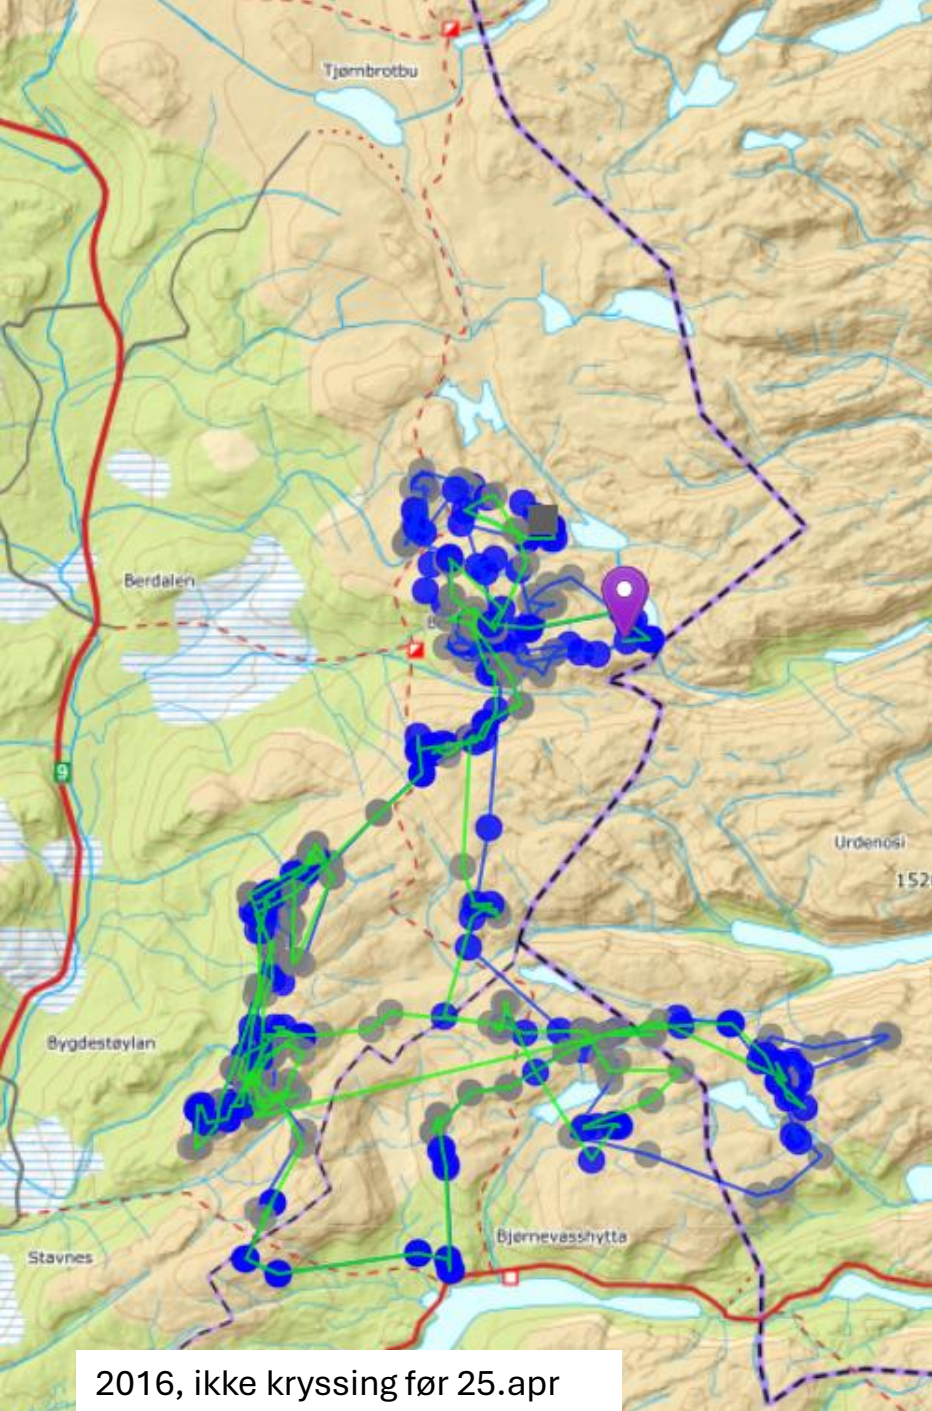 Tjørnbrotbu
Berdalen
9
Urdenosi
152
Bygdestøylan
Bjørnevasshytta
Stavnes
2016, ikke kryssing før 25.apr